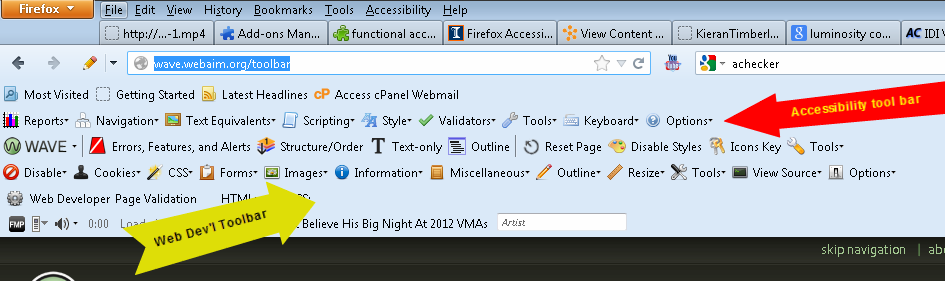 Firefox File Edit View History Bookmarks Tools Accessibility Help
http://...-1.mp4 Add-ons Man... functional acc... Firefox Accessi... View Content ... KieranTimberl... luminosity co... AC IDI
wave.webaim.org/toolbar You achecker
Most Visited Getting Started Latest Headlines cP Access cPanel Webmail
Accessibility tool bar
Reports Navigation Text Equivalents Scripting Style Validators Tools Keyboard Options
WAVE Errors, Features, and Alerts Structure/Order Text-only Outline Reset Page Disable Styles Icons Key Tools
Disable Cookies CSS Forms Images Information Miscellaneous Outline Resize Tools View Source Options
Web Developer Page Validation HTML
Web Dev'l Toolbar
FMP 0:00 Believe His Big Night At 2012 VMAs Artist
skip navigation |